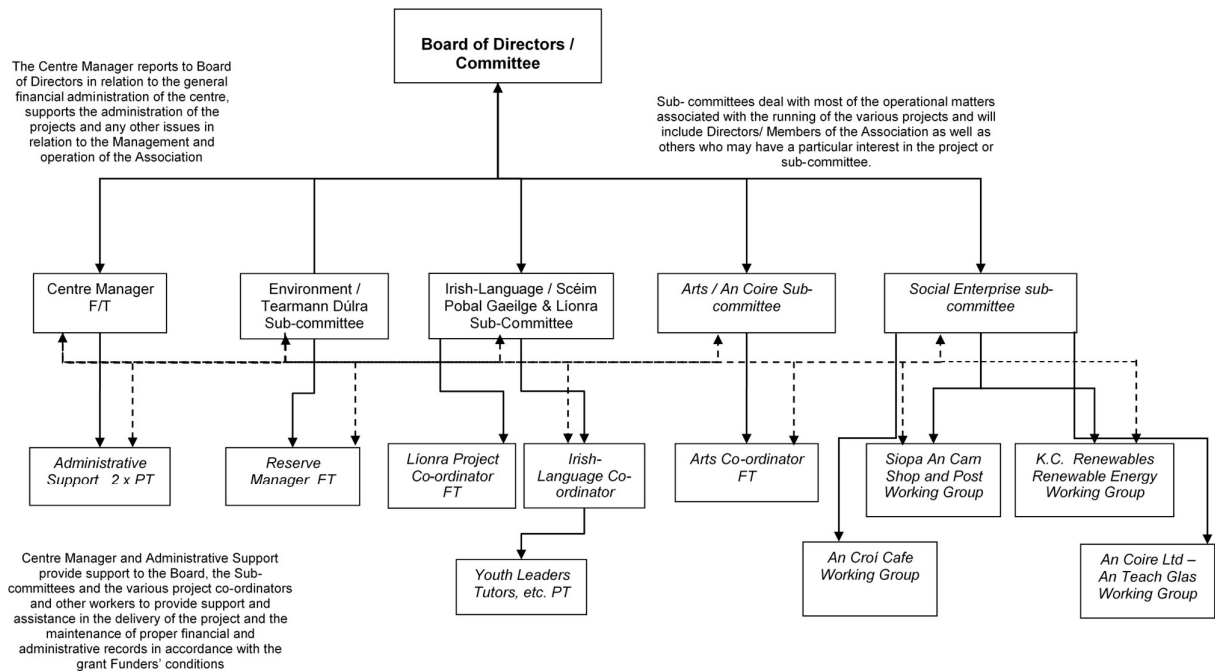 Board of Directors /
Committee
The Centre Manager reports to Board
of Directors in relation to the general
financial administration of the centre,
supports the administration of the
projects and any other issues in
relation to the Management and
operation of the Association
Sub- committees deal with most of the operational matters
associated with the running of the various projects and will
include Directors/ Members of the Association as well as
others who may have a particular interest in the project or
sub-committee.
Centre Manager
F/T
Environment /
Tearmann Dúlra
Sub-committee
Irish-Language / Scéim
Pobal Gaeilge & Líonra
Sub-Committee
Arts / An Coire Sub-
committee
Social Enterprise sub-
committee
Administrative
Support 2 x PT
Reserve
Manager FT
Líonra Project
Co-ordinator
FT
Irish-
Language Co-
ordinator
Arts Co-ordinator
FT
Siopa An Carn
Shop and Post
Working Group
K.C. Renewables
Renewable Energy
Working Group
Youth Leaders
Tutors, etc. PT
An Croí Cafe
Working Group
An Coire Ltd –
An Teach Glas
Working Group
Centre Manager and Administrative Support
provide support to the Board, the Sub-
committees and the various project co-ordinators
and other workers to provide support and
assistance in the delivery of the project and the
maintenance of proper financial and
administrative records in accordance with the
grant Funders' conditions